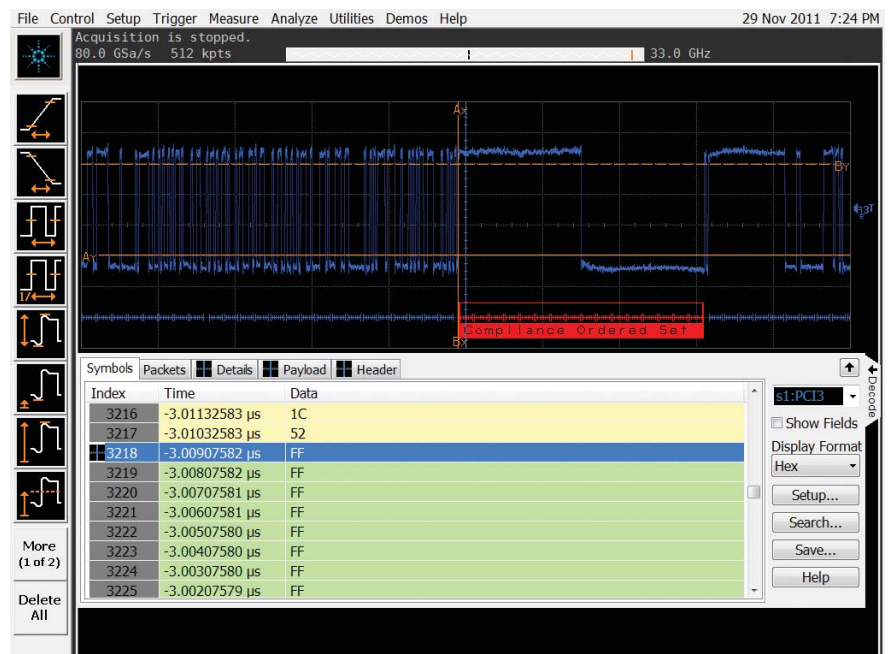 File Control Setup Trigger Measure Analyze Utilities Demos Help 29 Nov 2011 7:24 PM
Acquisition is stopped.
80.0 GSa/s 512 kpts 33.0 GHz
Ax
By
3T
Ay
1/
Compliance Ordered Set
Bx
Symbols Packets Details Payload Header
Decode
Index Time Data
s1:PCI3
3216 -3.01132583 µs 1C
Show Fields
3217 -3.01032583 µs 52
Display Format
3218 -3.00907582 µs FF
Hex
3219 -3.00807582 µs FF
3220 -3.00707581 µs FF
Setup...
3221 -3.00607581 µs FF
Search...
3222 -3.00507580 µs FF
Save...
3223 -3.00407580 µs FF
Help
3224 -3.00307580 µs FF
3225 -3.00207579 µs FF
More
(1 of 2)
Delete
All